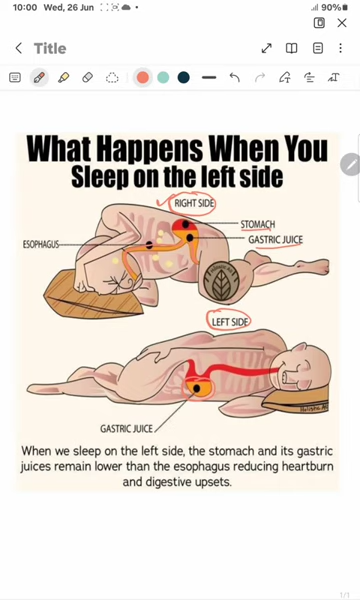 10:00 Wed, 26 Jun
90%
Title
What Happens When You
Sleep on the left side
RIGHT SIDE
STOMACH
GASTRIC JUICE
ESOPHAGUS
LEFT SIDE
GASTRIC JUICE
When we sleep on the left side, the stomach and its gastric
juices remain lower than the esophagus reducing heartburn
and digestive upsets.
1/1